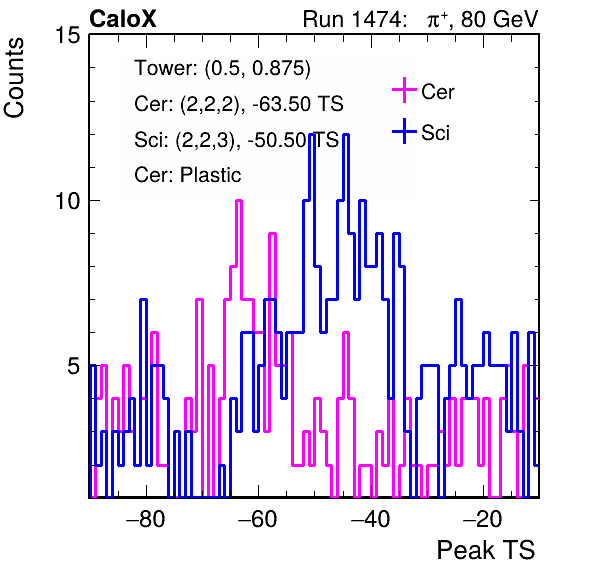 CaloX Run 1474: π+, 80 GeV
Counts
15
10
5
Tower: (0.5, 0.875)
Cer: (2,2,2), -63.50 TS
Sci: (2,2,3), -50.50 TS
Cer: Plastic
Cer
Sci
−80 −60 −40 −20
Peak TS